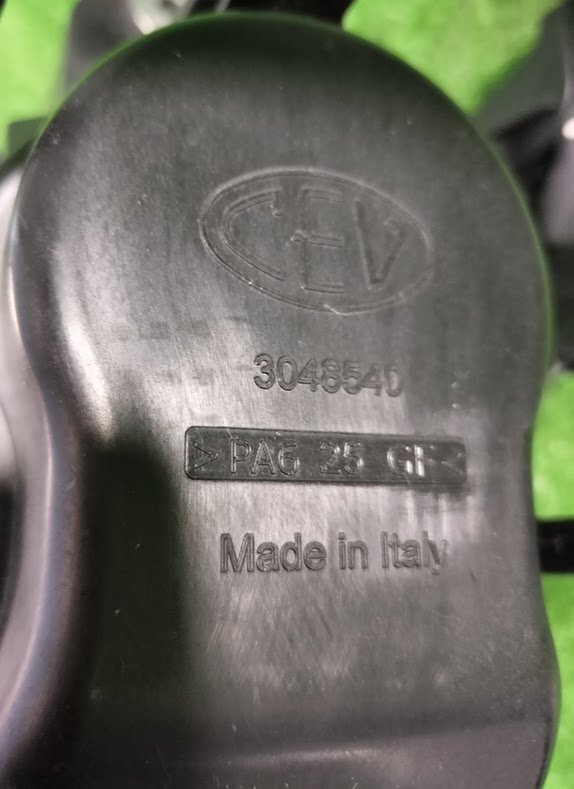 CEV
3048540
> PA6 25 GF <
Made in Italy